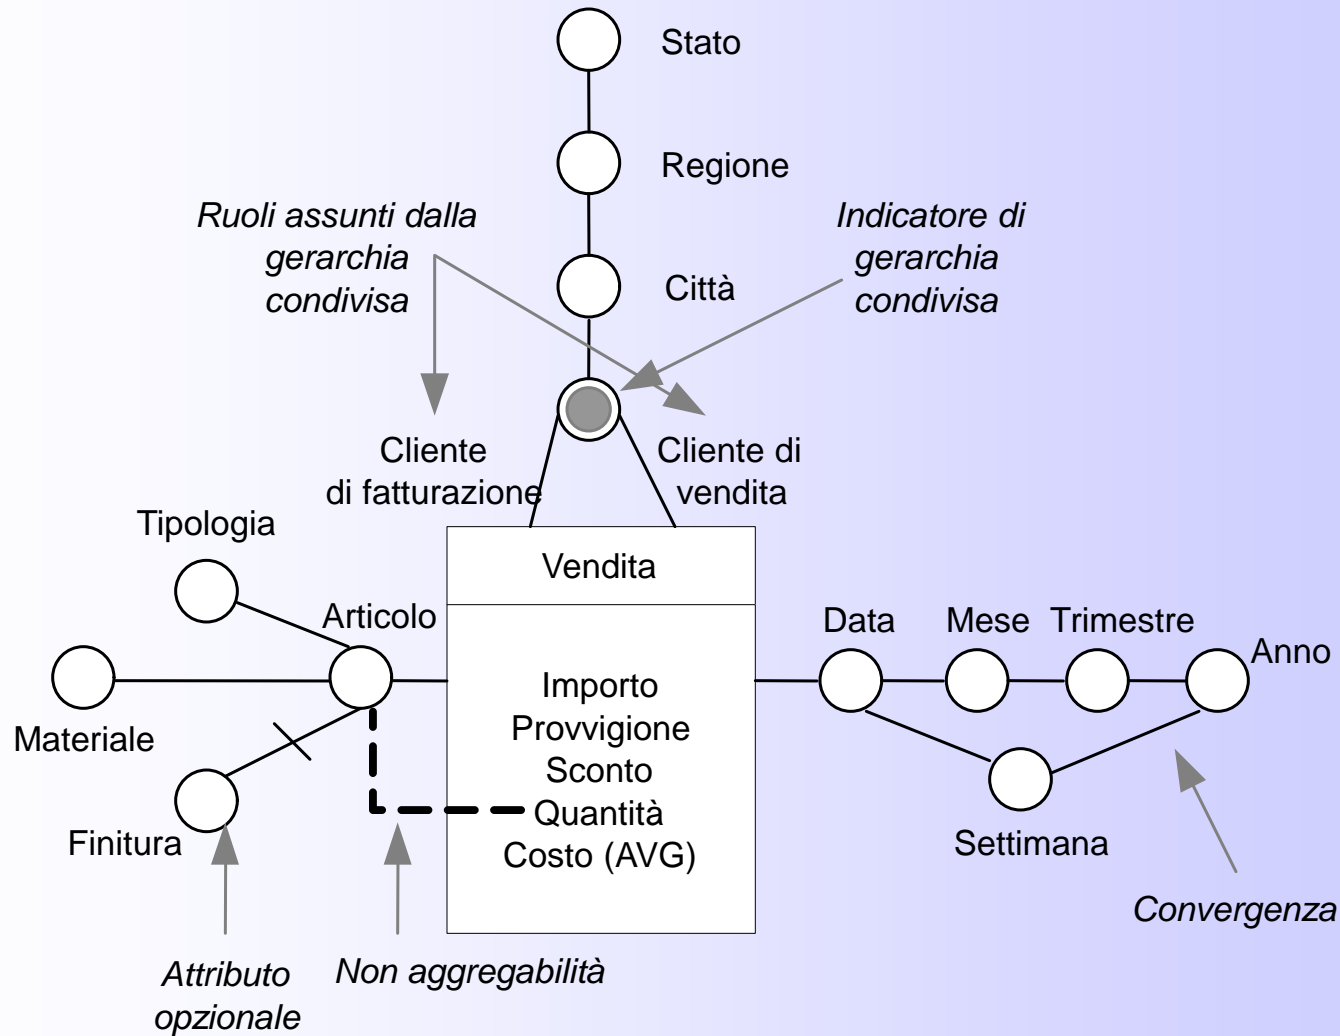 Stato
Regione
Ruoli assunti dalla
gerarchia
condivisa
Indicatore di
gerarchia
condivisa
Città
Cliente
di fatturazione
Cliente di
vendita
Tipologia
Articolo
Materiale
Finitura
Vendita
Importo
Provvigione
Sconto
Quantità
Costo (AVG)
Data
Mese
Trimestre
Anno
Settimana
Convergenza
Attributo
opzionale
Non aggregabilità